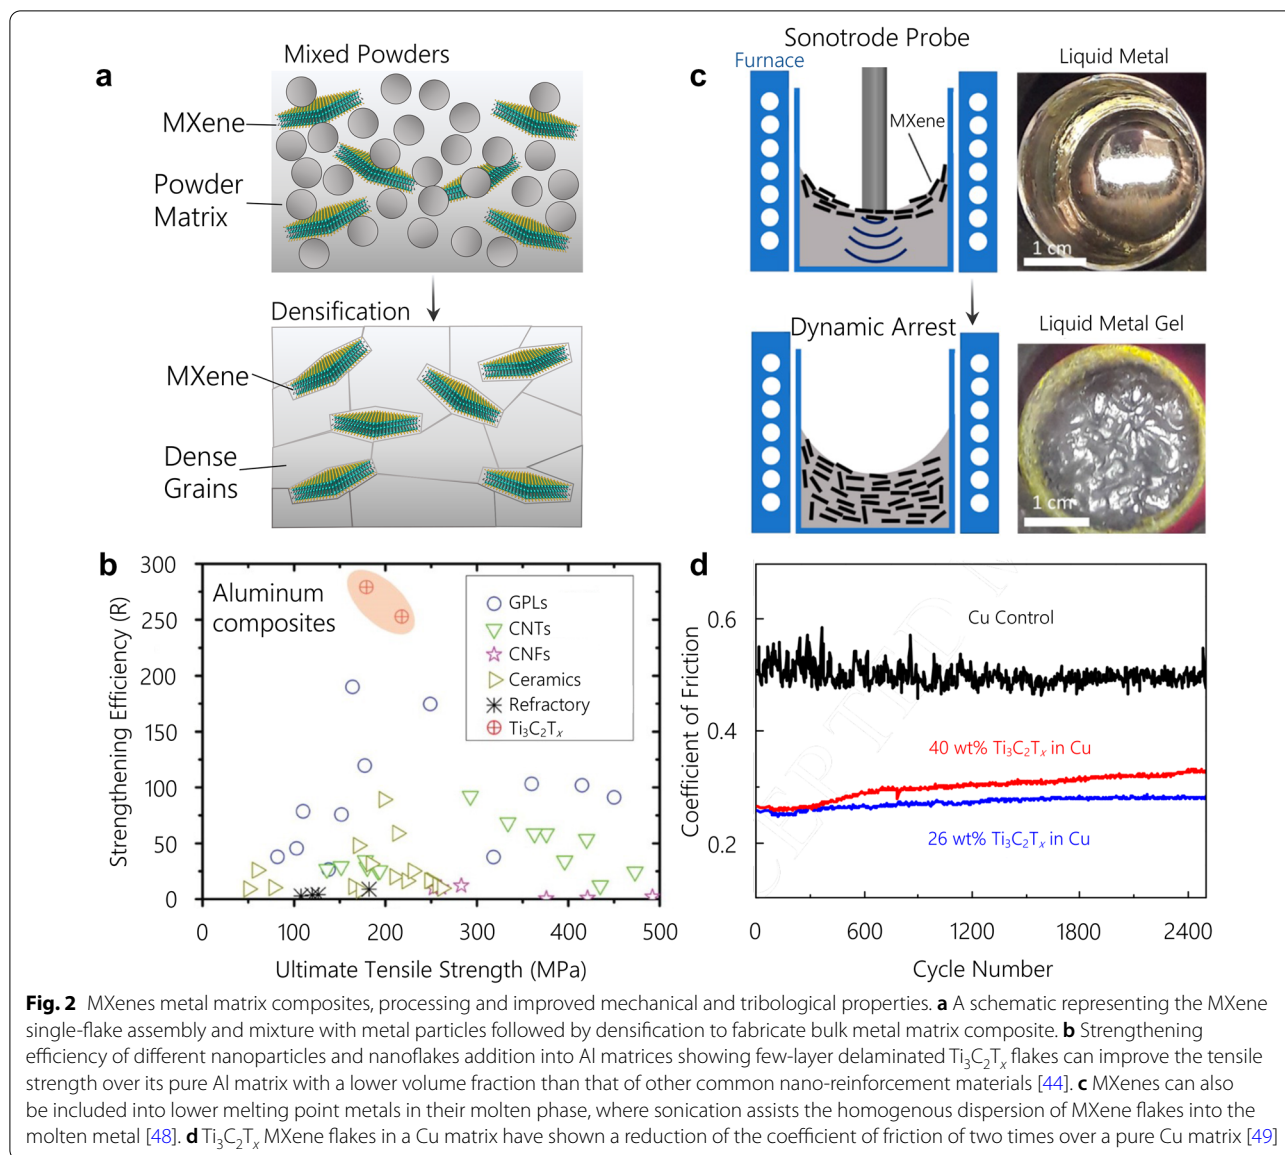 a
Mixed Powders
MXene
Powder
Matrix
Densification
MXene
Dense
Grains
c
Sonotrode Probe
Furnace
MXene
Liquid Metal
1 cm
Dynamic Arrest
Liquid Metal Gel
1 cm
b
Strengthening Efficiency (R)
300
250
200
150
100
50
0
Aluminum
composites
GPLs
CNTs
CNFs
Ceramics
Refractory
Ti₃C₂Tₓ
0 100 200 300 400 500
Ultimate Tensile Strength (MPa)
d
Coefficient of Friction
0.6
0.4
0.2
Cu Control
40 wt% Ti₃C₂Tₓ in Cu
26 wt% Ti₃C₂Tₓ in Cu
0 600 1200 1800 2400
Cycle Number
Fig. 2 MXenes metal matrix composites, processing and improved mechanical and tribological properties. a A schematic representing the MXene
single-flake assembly and mixture with metal particles followed by densification to fabricate bulk metal matrix composite. b Strengthening
efficiency of different nanoparticles and nanoflakes addition into Al matrices showing few-layer delaminated Ti₃C₂Tₓ flakes can improve the tensile
strength over its pure Al matrix with a lower volume fraction than that of other common nano-reinforcement materials [44]. c MXenes can also
be included into lower melting point metals in their molten phase, where sonication assists the homogenous dispersion of MXene flakes into the
molten metal [48]. d Ti₃C₂Tₓ MXene flakes in a Cu matrix have shown a reduction of the coefficient of friction of two times over a pure Cu matrix [49]